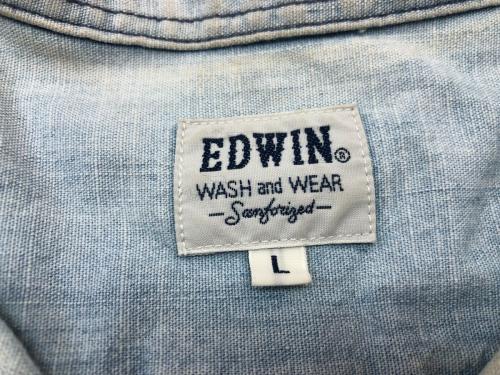 EDWIN®
WASH and WEAR
-Sanforized-
L